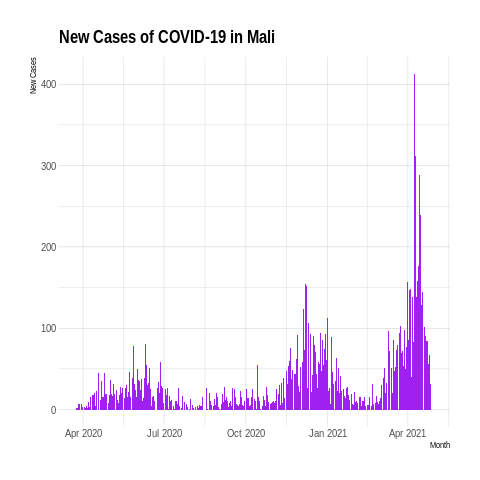 New Cases of COVID-19 in Mali
New Cases
400
300
200
100
0
Apr 2020
Jul 2020
Oct 2020
Jan 2021
Apr 2021
Month